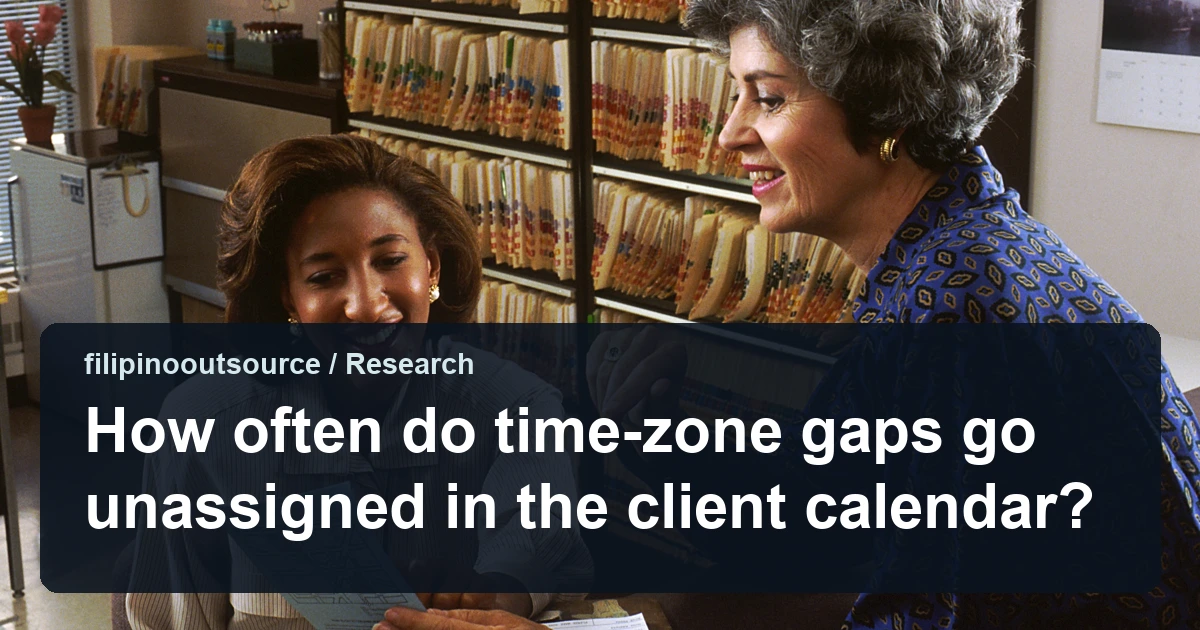 filipinooutsource / Research
How often do time-zone gaps go
unassigned in the client calendar?